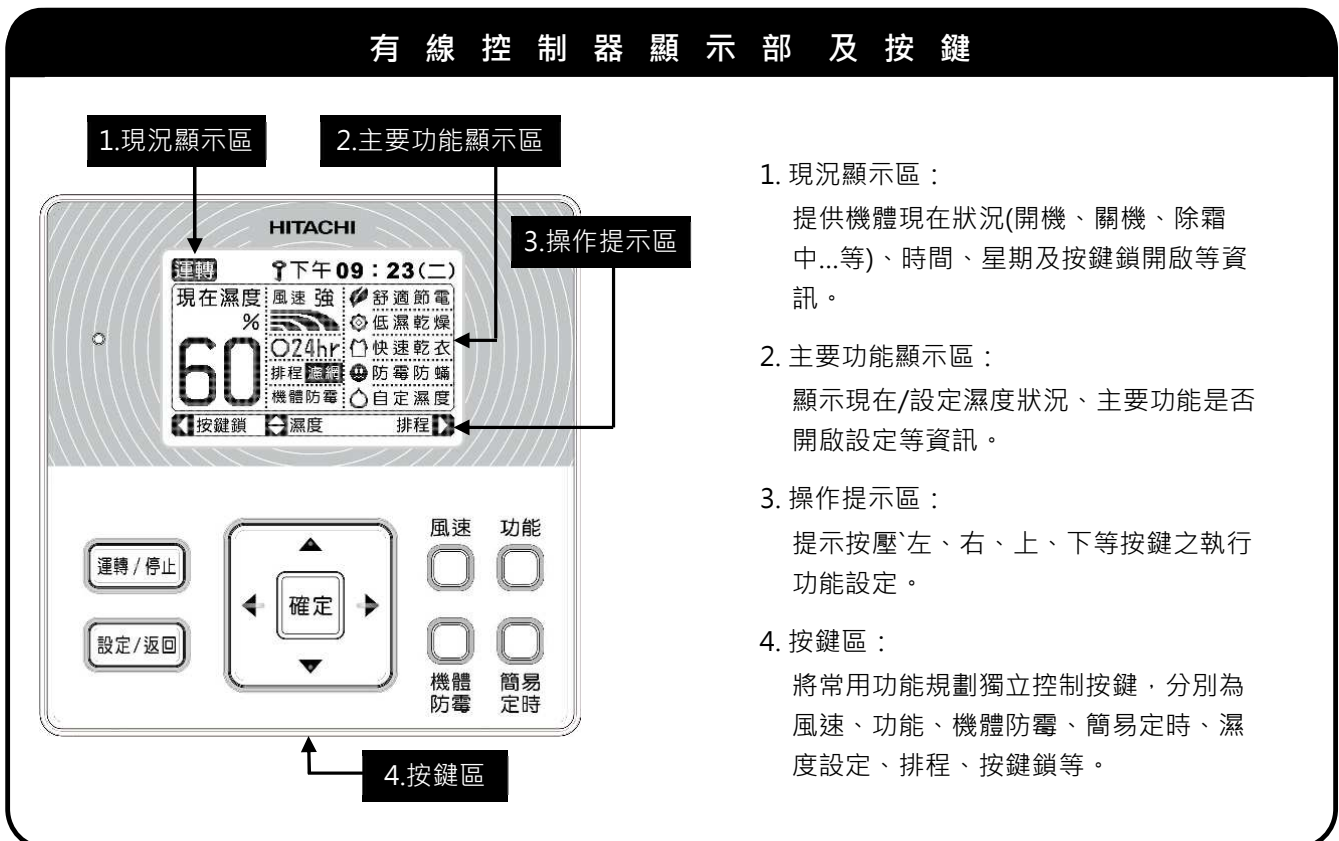 有線控制器顯示部 及按鍵
1.現況顯示區
2.主要功能顯示區
HITACHI
3.操作提示區
運轉 下午09：23(二)
現在濕度 風速 強 舒適節電
% 低濕乾燥
60 24hr 快速乾衣
排程 濾網 防霉防蟎
機體防霉 自定濕度
按鍵鎖 濕度 排程
運轉/停止
設定/返回
確定
風速 功能
機體 簡易
防霉 定時
4.按鍵區
1. 現況顯示區：
提供機體現在狀況(開機、關機、除霜
中...等)、時間、星期及按鍵鎖開啟等資
訊。
2. 主要功能顯示區：
顯示現在/設定濕度狀況、主要功能是否
開啟設定等資訊。
3. 操作提示區：
提示按壓`左、右、上、下等按鍵之執行
功能設定。
4. 按鍵區：
將常用功能規劃獨立控制按鍵，分別為
風速、功能、機體防霉、簡易定時、濕
度設定、排程、按鍵鎖等。